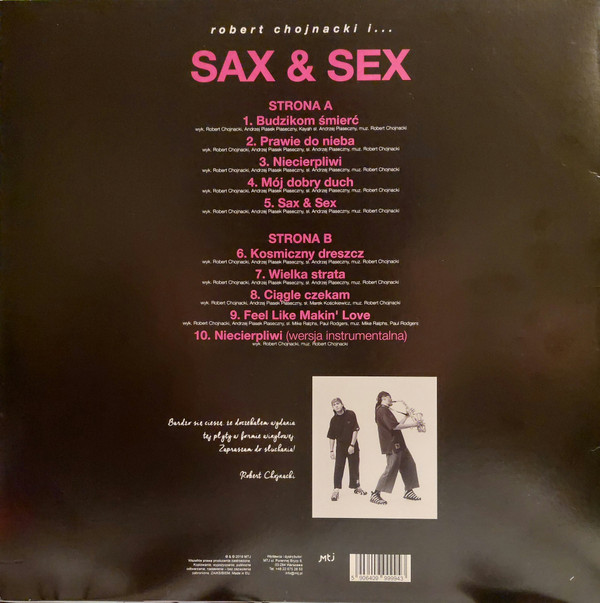 robert chojnacki i...
SAX & SEX
STRONA A
1. Budzikom śmierć
wyk. Robert Chojnacki, Andrzej Piasek Piaseczny, Kayah sł. Andrzej Piaseczny, muz. Robert Chojnacki
2. Prawie do nieba
wyk. Robert Chojnacki, Andrzej Piasek Piaseczny, sł. Andrzej Piaseczny, muz. Robert Chojnacki
3. Niecierpliwi
wyk. Robert Chojnacki, Andrzej Piasek Piaseczny, sł. Andrzej Piaseczny, muz. Robert Chojnacki
4. Mój dobry duch
wyk. Robert Chojnacki, Andrzej Piasek Piaseczny, sł. Andrzej Piaseczny, muz. Robert Chojnacki
5. Sax & Sex
wyk. Robert Chojnacki, Andrzej Piasek Piaseczny, sł. Andrzej Piaseczny, muz. Robert Chojnacki
STRONA B
6. Kosmiczny dreszcz
wyk. Robert Chojnacki, Andrzej Piasek Piaseczny, sł. Andrzej Piaseczny, muz. Robert Chojnacki
7. Wielka strata
wyk. Robert Chojnacki, Andrzej Piasek Piaseczny, sł. Andrzej Piaseczny, muz. Robert Chojnacki
8. Ciągle czekam
wyk. Robert Chojnacki, Andrzej Piasek Piaseczny, sł. Marek Kościkiewicz, muz. Robert Chojnacki
9. Feel Like Makin' Love
wyk. Robert Chojnacki, Andrzej Piasek Piaseczny, sł. Mike Ralphs, Paul Rodgers, muz. Mike Ralphs, Paul Rodgers
10. Niecierpliwi (wersja instrumentalna)
wyk. Robert Chojnacki, muz. Robert Chojnacki
Bardzo się cieszę, że doczekałem wydania
tej płyty w formie winylowej.
Zapraszam do słuchania!
Robert Chojnacki
MTJ
5 906409 999943